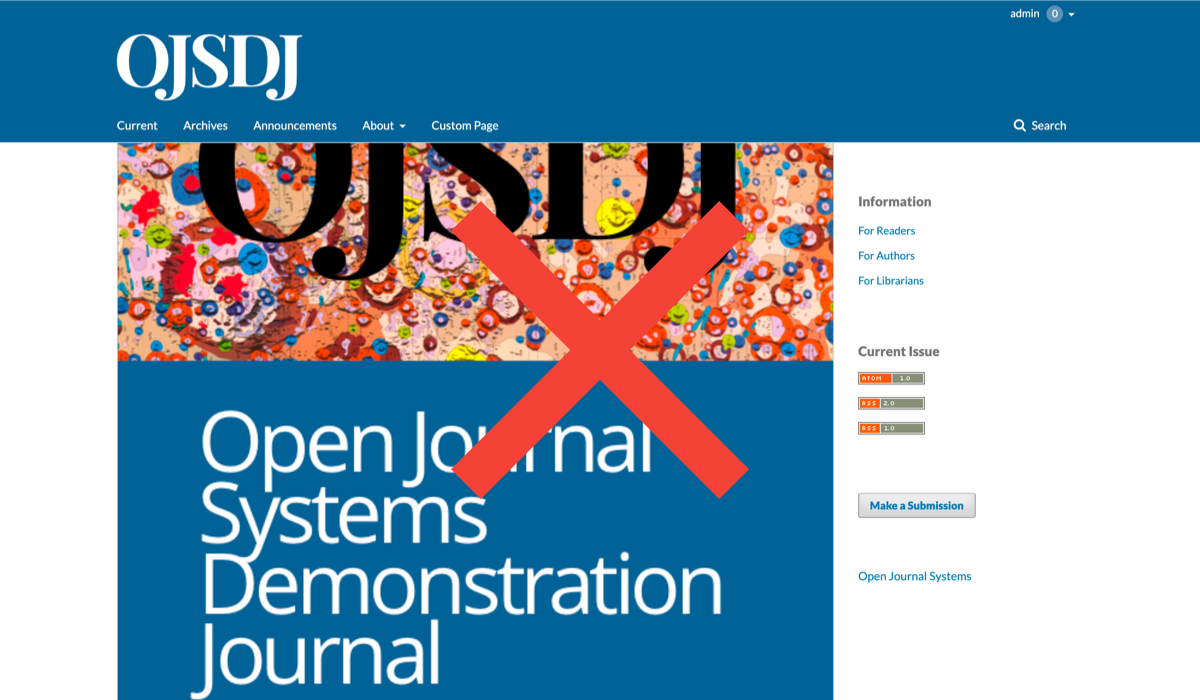 admin 0
OJSDJ
Current Archives Announcements About Custom Page Search
OJSDJ
Information
For Readers
For Authors
For Librarians
Current Issue
ATOM 1.0
RSS 2.0
RSS 1.0
Make a Submission
Open Journal Systems
Open Journal
Systems
Demonstration
Journal